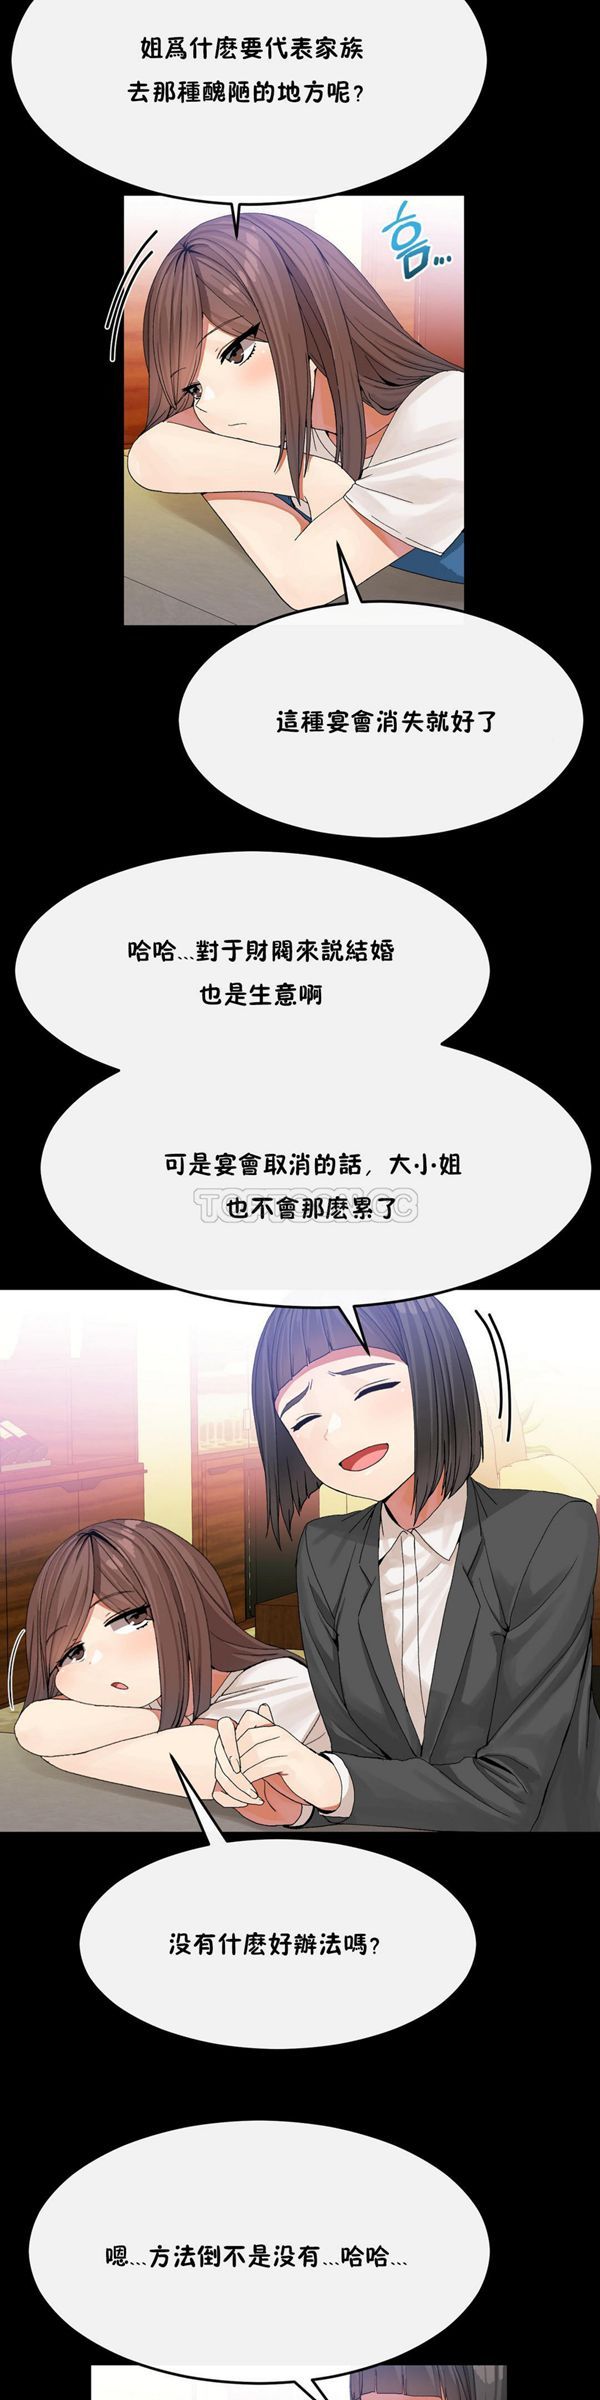 姐爲什麽要代表家族
去那種醜陋的地方呢?
흠...
這種宴會消失就好了
哈哈...對于財閥來説結婚
也是生意啊
可是宴會取消的話, 大小姐
也不會那麽累了
TOPTOON.CC
没有什麽好辦法嗎?
嗯...方法倒不是没有...哈哈...